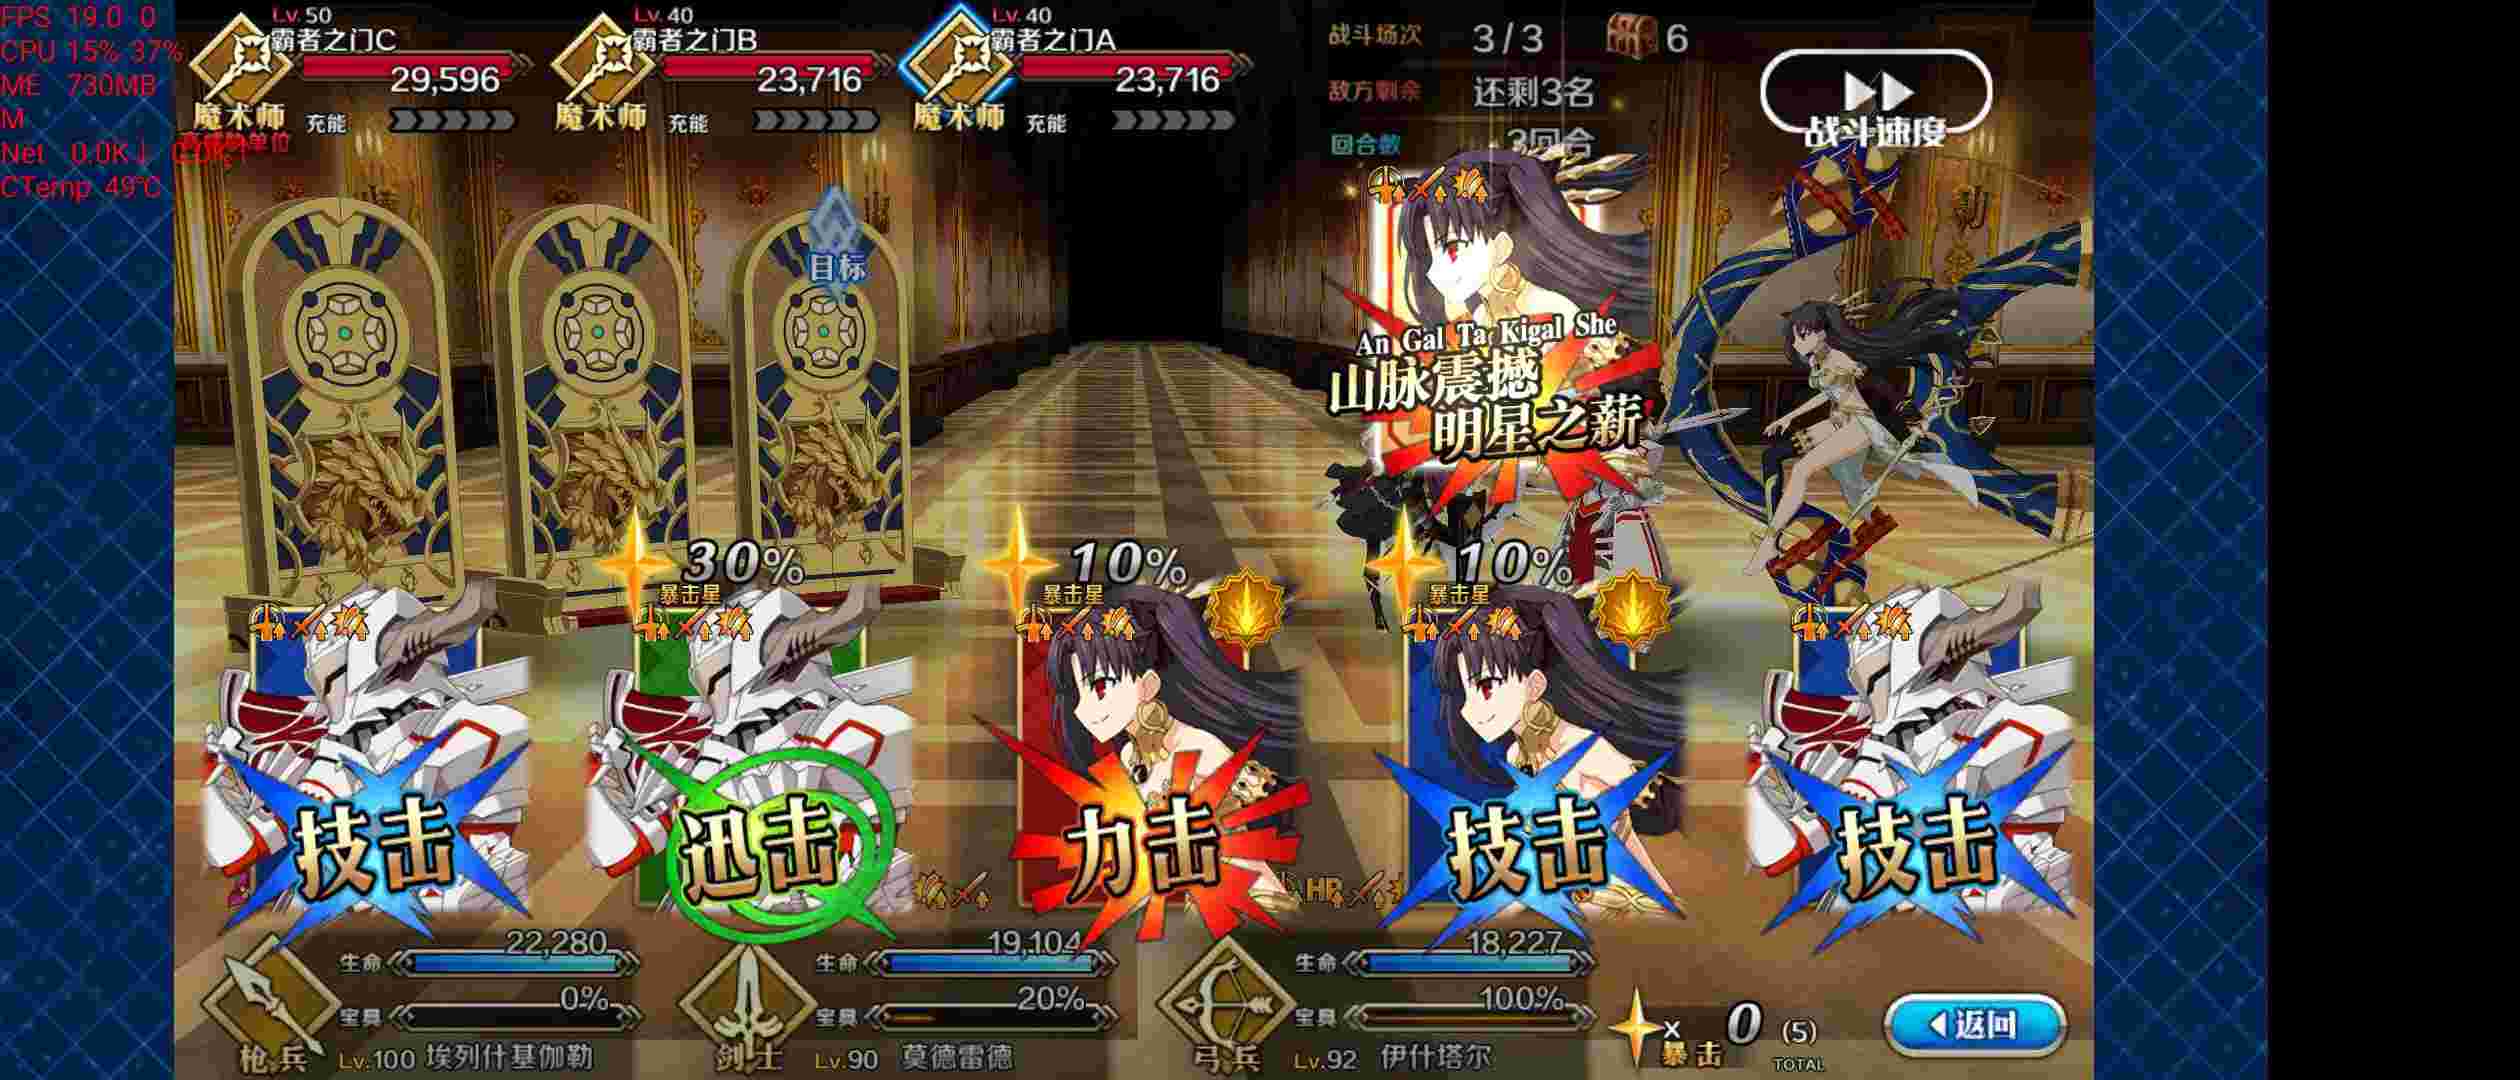 FPS 19.0 0
CPU 15% 37%
ME 730MB
M
Net 0.0K↓
CTemp 49℃
Lv.50
霸者之门C
29,596
魔术师 充能
Lv.40
霸者之门B
23,716
魔术师 充能
Lv.40
霸者之门A
23,716
魔术师 充能
战斗场次 3/3 6
敌方剩余 还剩3名
回合数 3回合
战斗速度
目标
An Gal Ta Kigal She
山脉震撼
明星之薪
30%
暴击星
10%
暴击星
10%
暴击星
技击
迅击
力击
技击
技击
HP
生命 22,280
宝具 0%
枪兵 Lv.100 埃列什基伽勒
生命 19,104
宝具 20%
剑士 Lv.90 莫德雷德
生命 18,227
宝具 100%
弓兵 Lv.92 伊什塔尔
x 0 (5)
暴击 TOTAL
返回